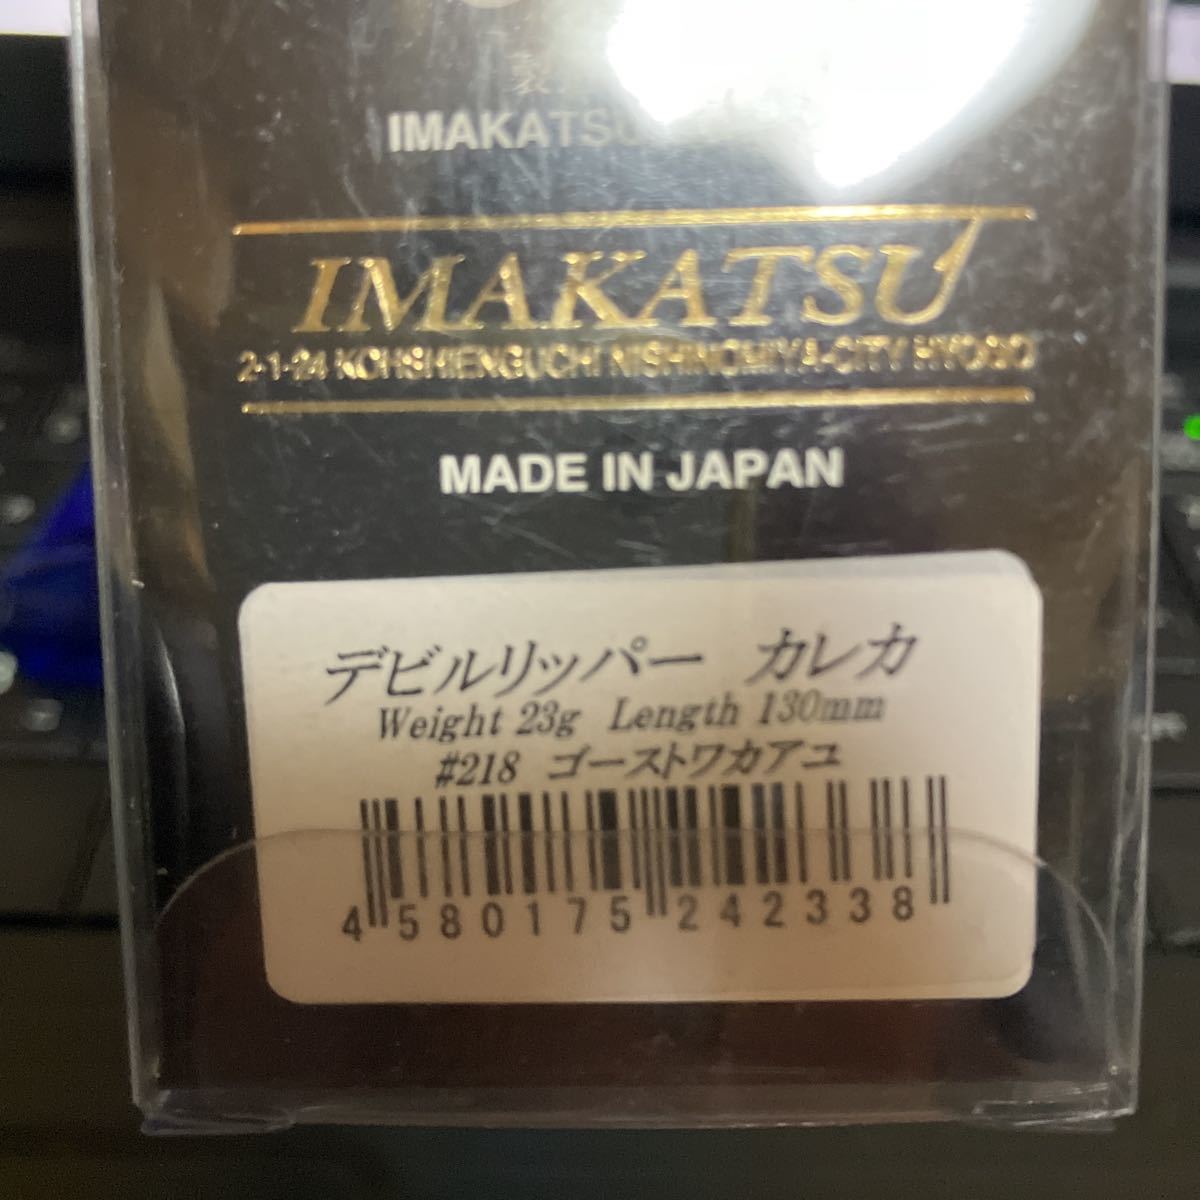 製
IMAKATSU
IMAKATSU
2-1-24 KOHSHIENGUCHI NISHINOMIYA-CITY HYOGO
MADE IN JAPAN
デビルリッパー カレカ
Weight 23g Length 130mm
#218 ゴーストワカアユ
4 580175 242338